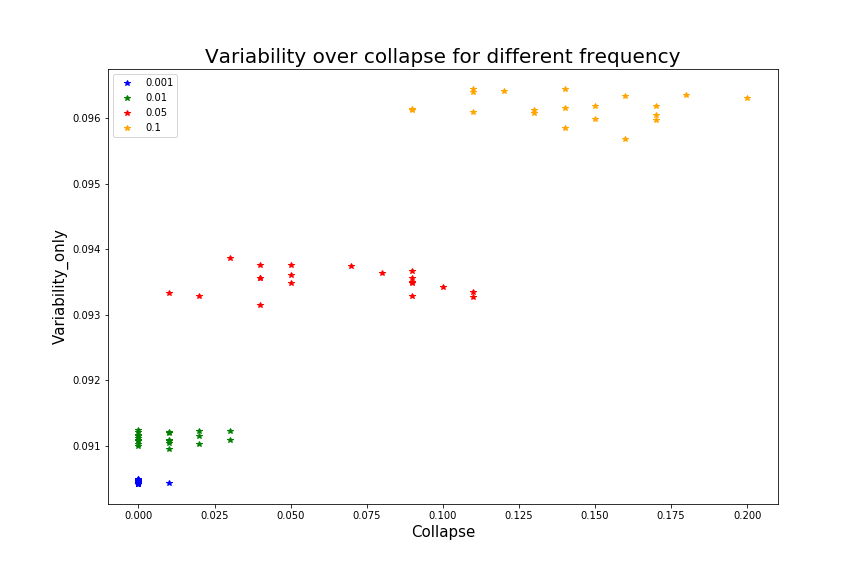 Variability over collapse for different frequency
0.001
0.01
0.05
0.1
0.096
0.095
0.094
0.093
0.092
0.091
Variability_only
0.000 0.025 0.050 0.075 0.100 0.125 0.150 0.175 0.200
Collapse